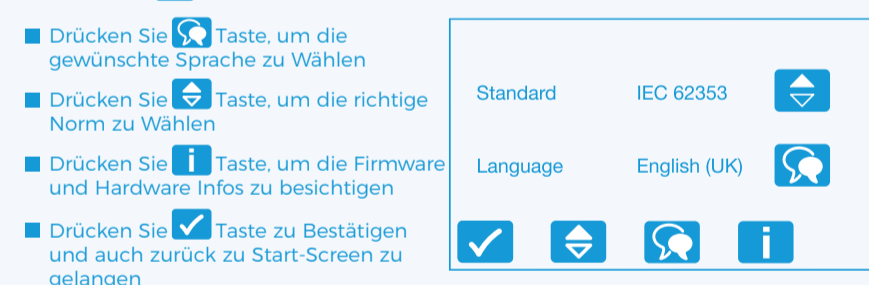 Drücken Sie Taste, um die
gewünschte Sprache zu Wählen
Drücken Sie Taste, um die richtige
Norm zu Wählen
Drücken Sie i Taste, um die Firmware
und Hardware Infos zu besichtigen
Drücken Sie Taste zu Bestätigen
und auch zurück zu Start-Screen zu
gelangen
Standard IEC 62353
Language English (UK)
i